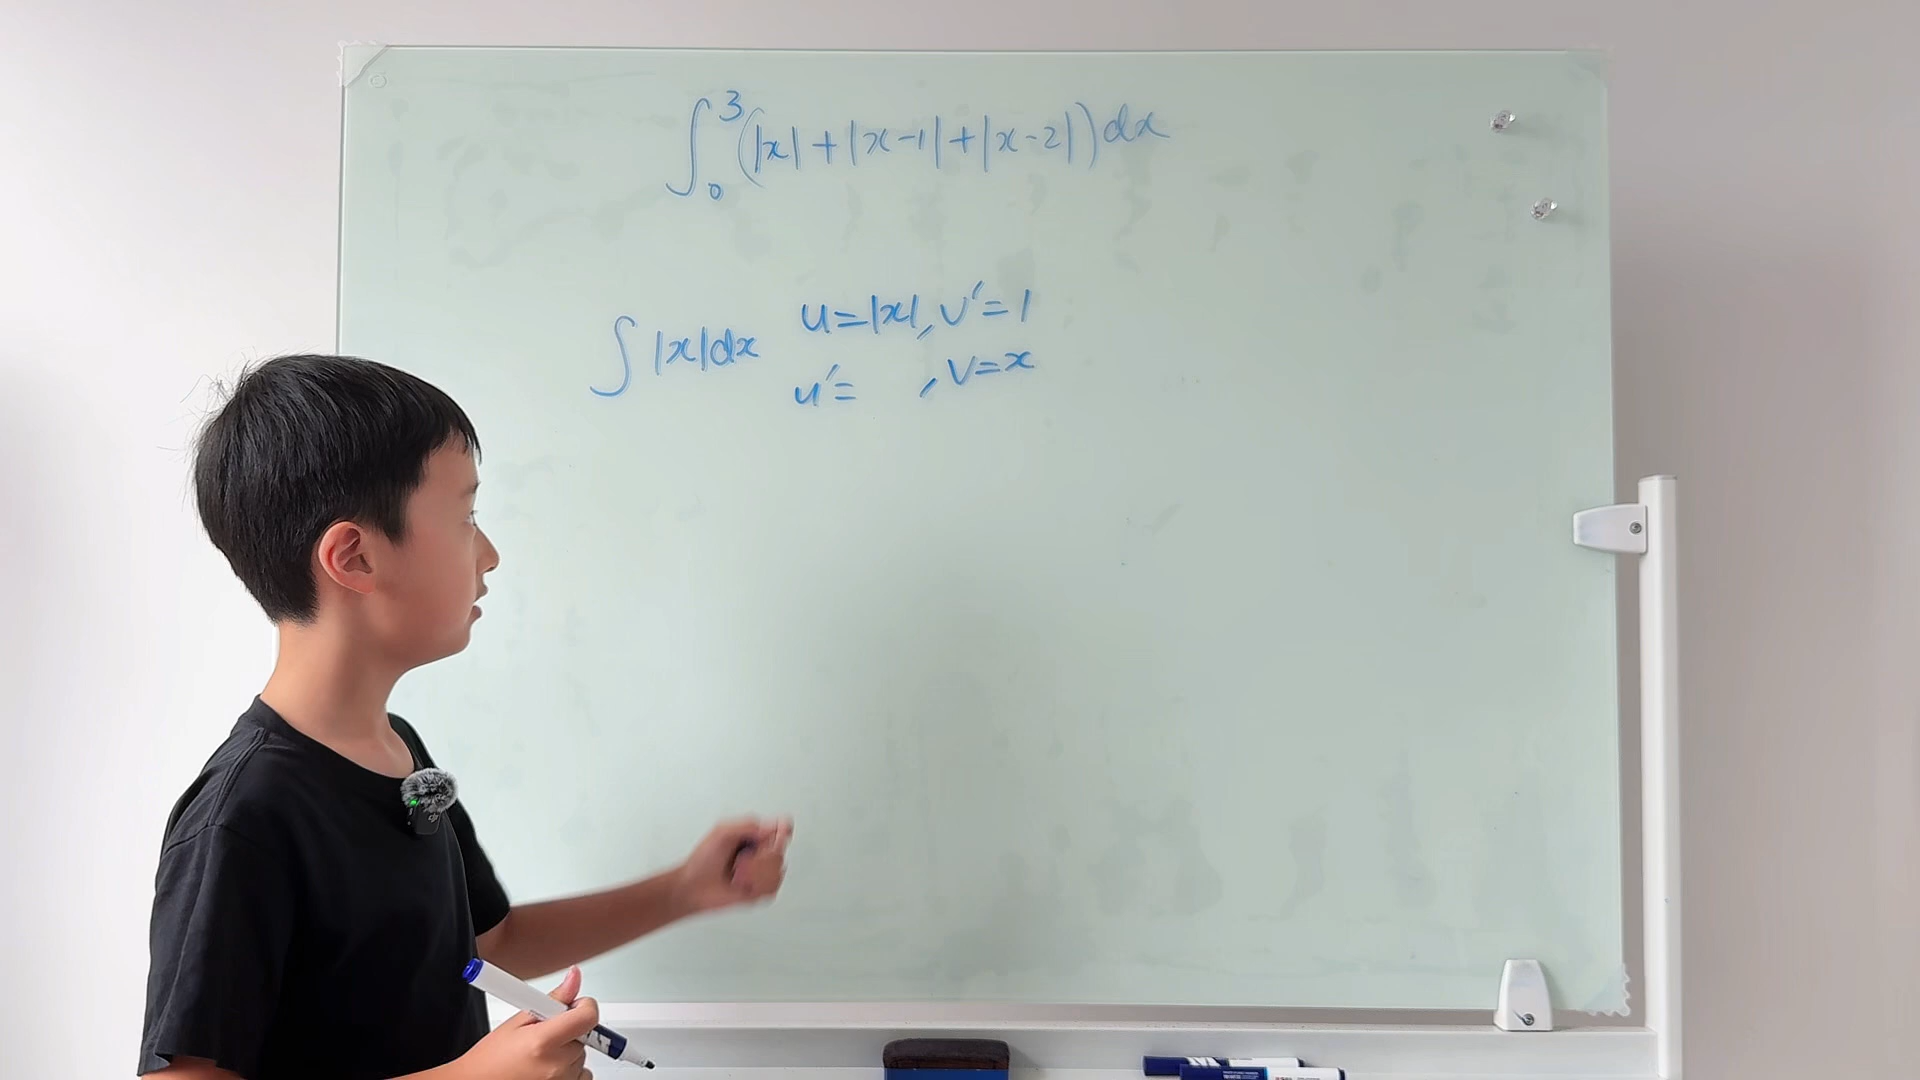 ∫₀³(|x|+|x-1|+|x-2|)dx
∫|x|dx u=|x|, v'=1
u'= , v=x